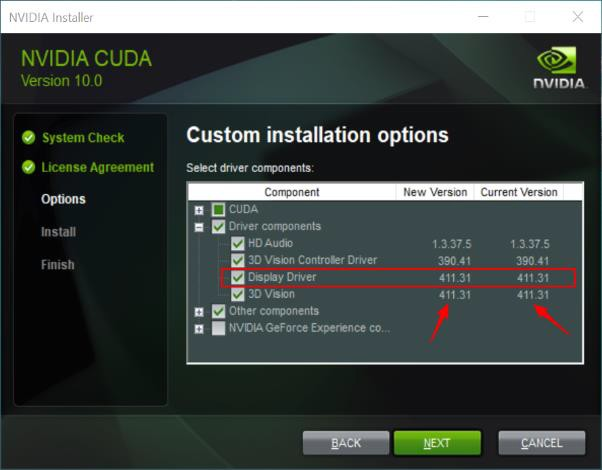 NVIDIA Installer
NVIDIA CUDA
Version 10.0
NVIDIA.
System Check
License Agreement
Options
Install
Finish
Custom installation options
Select driver components:
Component New Version Current Version
CUDA
Driver components
HD Audio 1.3.37.5 1.3.37.5
3D Vision Controller Driver 390.41 390.41
Display Driver 411.31 411.31
3D Vision 411.31 411.31
Other components
NVIDIA GeForce Experience co...
BACK NEXT CANCEL